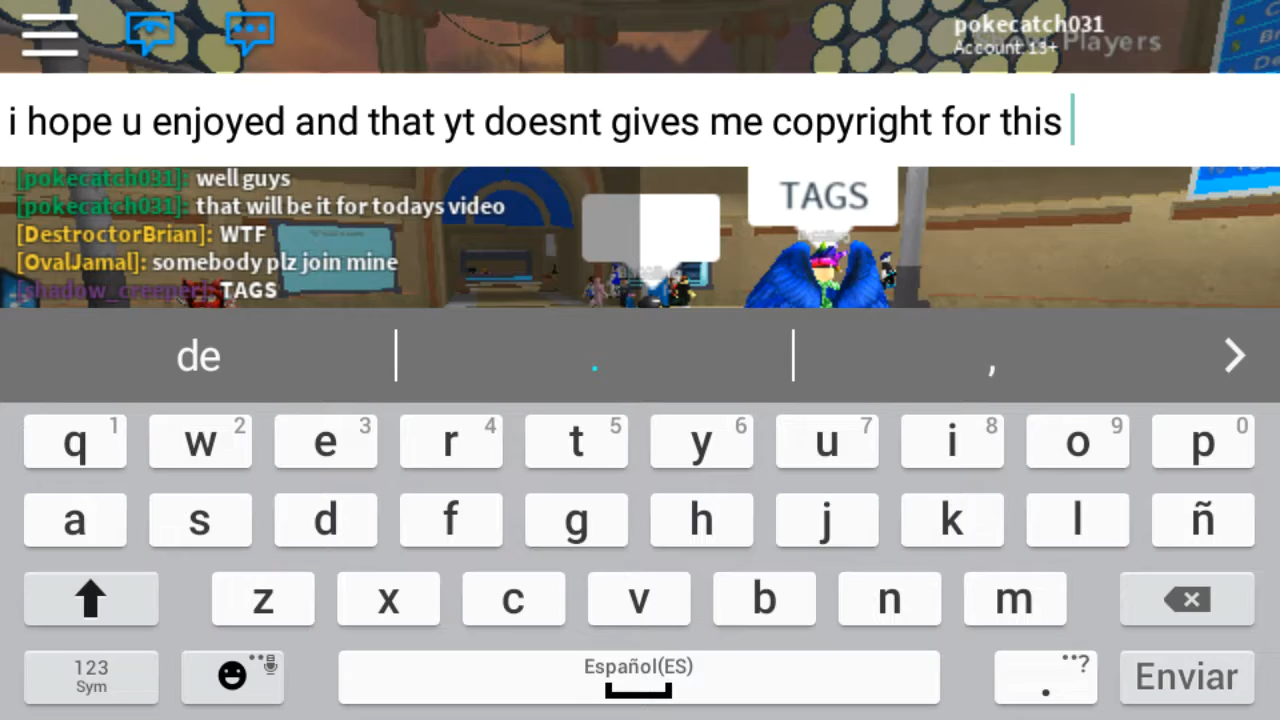 pokecatch031
Account: 13+
Players
i hope u enjoyed and that yt doesnt gives me copyright for this
[pokecatch031]: well guys
[pokecatch031]: that will be it for todays video
[DestroctorBrian]: WTF
[OvalJamal]: somebody plz join mine
[shadow_creeper]: TAGS
TAGS
de . ,
q 1 w 2 e 3 r 4 t 5 y 6 u 7 i 8 o 9 p 0
a s d f g h j k l ñ
z x c v b n m
123
Sym
Español(ES)
. ?
Enviar